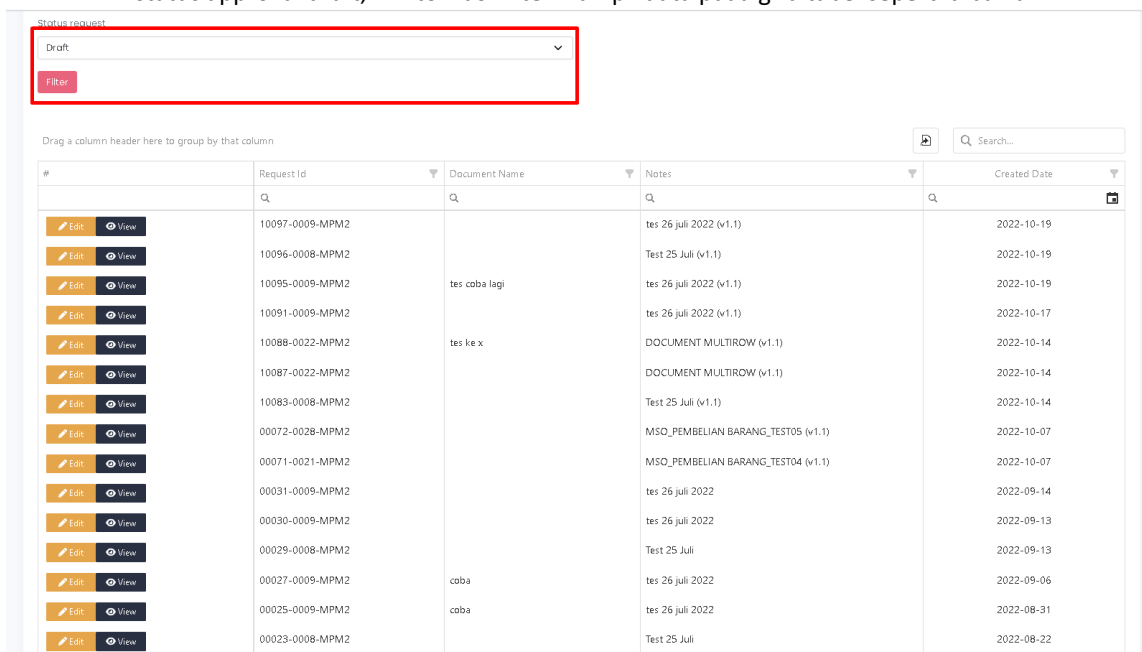 Status request
Draft
Filter
Drag a column header here to group by that column
Search...
# Request Id Document Name Notes Created Date
Edit View 10097-0009-MPM2 tes 26 juli 2022 (v1.1) 2022-10-19
Edit View 10096-0008-MPM2 Test 25 Juli (v1.1) 2022-10-19
Edit View 10095-0009-MPM2 tes coba lagi tes 26 juli 2022 (v1.1) 2022-10-19
Edit View 10091-0009-MPM2 tes 26 juli 2022 (v1.1) 2022-10-17
Edit View 10088-0022-MPM2 tes ke x DOCUMENT MULTIROW (v1.1) 2022-10-14
Edit View 10087-0022-MPM2 DOCUMENT MULTIROW (v1.1) 2022-10-14
Edit View 10083-0008-MPM2 Test 25 Juli (v1.1) 2022-10-14
Edit View 00072-0028-MPM2 MSO_PEMBELIAN BARANG_TEST05 (v1.1) 2022-10-07
Edit View 00071-0021-MPM2 MSO_PEMBELIAN BARANG_TEST04 (v1.1) 2022-10-07
Edit View 00031-0009-MPM2 tes 26 juli 2022 2022-09-14
Edit View 00030-0009-MPM2 tes 26 juli 2022 2022-09-13
Edit View 00029-0008-MPM2 Test 25 Juli 2022-09-13
Edit View 00027-0009-MPM2 coba tes 26 juli 2022 2022-09-06
Edit View 00025-0009-MPM2 coba tes 26 juli 2022 2022-08-31
Edit View 00023-0008-MPM2 Test 25 Juli 2022-08-22